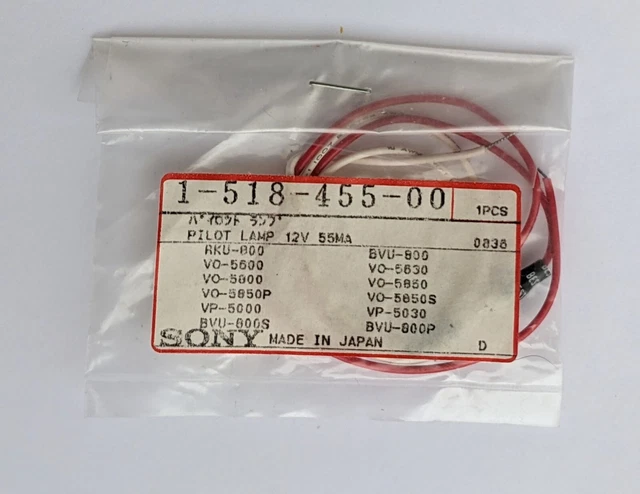 1-518-455-00 1PCS
パイロット ランプ
PILOT LAMP 12V 55MA 0838
RKU-800 BVU-800
VO-5600 VO-5630
VO-5800 VO-5850
VO-5850P VO-5850S
VP-5000 VP-5030
BVU-800S BVU-800P
SONY MADE IN JAPAN D